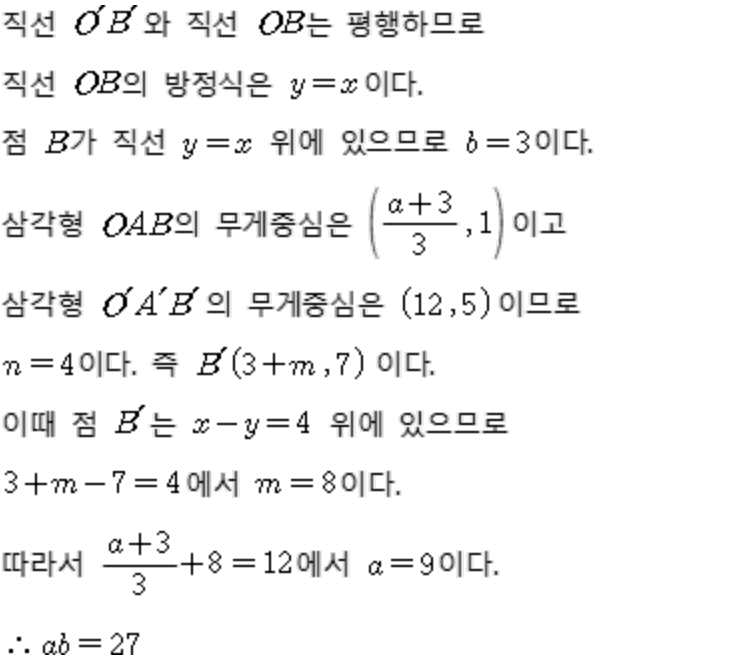 직선 O′B′와 직선 OB는 평행하므로
직선 OB의 방정식은 y=x이다.
점 B가 직선 y=x 위에 있으므로 b=3이다.
삼각형 OAB의 무게중심은 ((a+3)/3, 1)이고
삼각형 O′A′B′의 무게중심은 (12,5)이므로
n=4이다. 즉 B′(3+m,7)이다.
이때 점 B′는 x-y=4 위에 있으므로
3+m-7=4에서 m=8이다.
따라서 (a+3)/3+8=12에서 a=9이다.
∴ ab=27